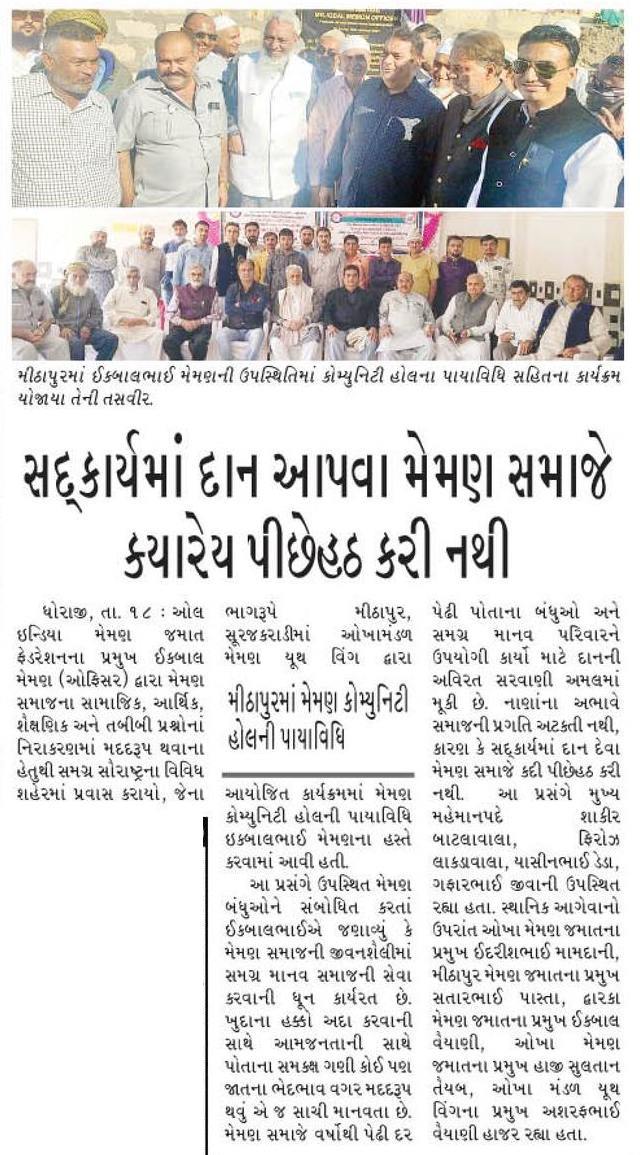 મીઠાપુરમાં ઈકબાલભાઈ મેમણની ઉપસ્થિતિમાં કોમ્યુનિટી હોલના પાયાવિધિ સહિતના કાર્યક્રમ
યોજાયા તેની તસવીર.
સદ્કાર્યમાં દાન આપવા મેમણ સમાજે
ક્યારેય પીછેહઠ કરી નથી
ધોરાજી, તા. ૧૮ : ઓલ
ઇન્ડિયા મેમણ જમાત
ફેડરેશનના પ્રમુખ ઈકબાલ
મેમણ (ઓફિસર) દ્વારા મેમણ
સમાજના સામાજિક, આર્થિક,
શૈક્ષણિક અને તબીબી પ્રશ્નોનાં
નિરાકરણમાં મદદરૂપ થવાના
હેતુથી સમગ્ર સૌરાષ્ટ્રના વિવિધ
શહેરમાં પ્રવાસ કરાયો, જેના
ભાગરૂપે મીઠાપુર,
સૂરજકરાડીમાં ઓખામંડળ
મેમણ યૂથ વિંગ દ્વારા
મીઠાપુરમાં મેમણ કોમ્યુનિટી
હોલની પાયાવિધિ
આયોજિત કાર્યક્રમમાં મેમણ
કોમ્યુનિટી હોલની પાયાવિધિ
ઇકબાલભાઈ મેમણના હસ્તે
કરવામાં આવી હતી.
આ પ્રસંગે ઉપસ્થિત મેમણ
બંધુઓને સંબોધિત કરતાં
ઈકબાલભાઈએ જણાવ્યું કે
મેમણ સમાજની જીવનશૈલીમાં
સમગ્ર માનવ સમાજની સેવા
કરવાની ધૂન કાર્યરત છે.
ખુદાના હક્કો અદા કરવાની
સાથે આમજનતાની સાથે
પોતાના સમકક્ષ ગણી કોઈ પણ
જાતના ભેદભાવ વગર મદદરૂપ
થવું એ જ સાચી માનવતા છે.
મેમણ સમાજે વર્ષોથી પેઢી દર
પેઢી પોતાના બંધુઓ અને
સમગ્ર માનવ પરિવારને
ઉપયોગી કાર્યો માટે દાનની
અવિરત સરવાણી અમલમાં
મૂકી છે. નાણાંના અભાવે
સમાજની પ્રગતિ અટકતી નથી,
કારણ કે સદ્કાર્યમાં દાન દેવા
મેમણ સમાજે કદી પીછેહઠ કરી
નથી. આ પ્રસંગે મુખ્ય
મહેમાનપદે શાકીર
બાટલાવાલા, ફિરોઝ
લાકડાવાલા, યાસીનભાઈ ડેડા,
ગફારભાઈ જીવાની ઉપસ્થિત
રહ્યા હતા. સ્થાનિક આગેવાનો
ઉપરાંત ઓખા મેમણ જમાતના
પ્રમુખ ઈદરીશભાઈ મામદાની,
મીઠાપુર મેમણ જમાતના પ્રમુખ
સતારભાઈ પાસ્તા, દ્વારકા
મેમણ જમાતના પ્રમુખ ઈકબાલ
વૈયાણી, ઓખા મેમણ
જમાતના પ્રમુખ હાજી સુલતાન
તૈયબ, ઓખા મંડળ યૂથ
વિંગના પ્રમુખ અશરફભાઈ
વૈયાણી હાજર રહ્યા હતા.